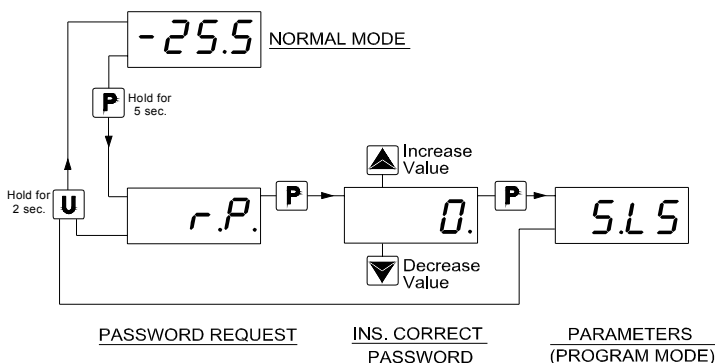 -25.5
NORMAL MODE
P
Hold for
5 sec.
Increase
Value
Hold for
2 sec.
U
r.P.
P
0.
P
S.LS
Decrease
Value
PASSWORD REQUEST
INS. CORRECT
PASSWORD
PARAMETERS
(PROGRAM MODE)